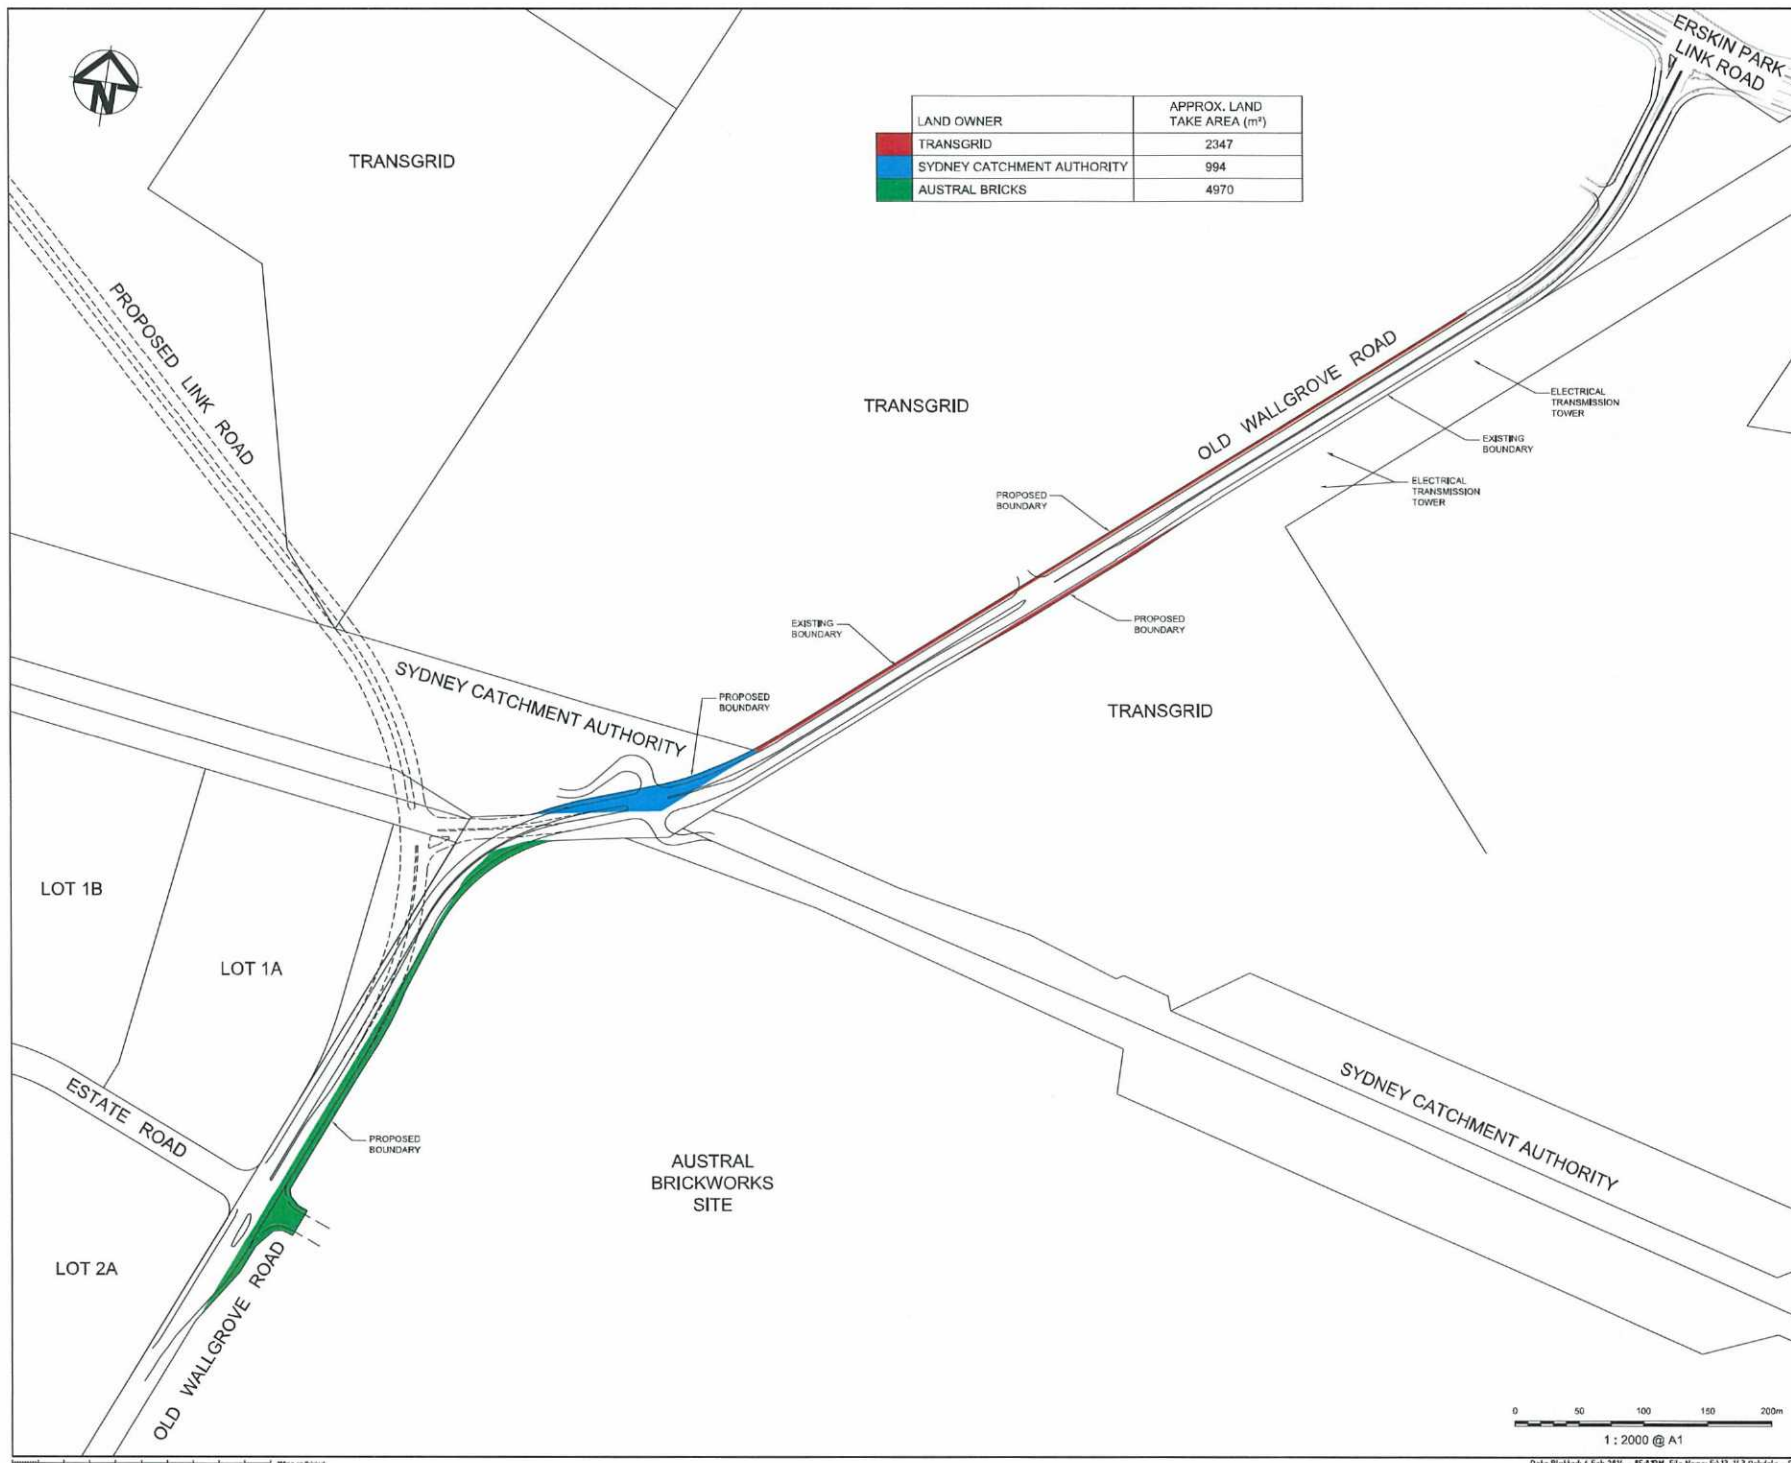 ERSKIN PARK
LINK ROAD
N
LAND OWNER
APPROX. LAND
TAKE AREA (m²)
TRANSGRID 2347
SYDNEY CATCHMENT AUTHORITY 994
AUSTRAL BRICKS 4970
TRANSGRID
PROPOSED LINK ROAD
TRANSGRID
OLD WALLGROVE ROAD
ELECTRICAL
TRANSMISSION
TOWER
EXISTING
BOUNDARY
ELECTRICAL
TRANSMISSION
TOWER
PROPOSED
BOUNDARY
EXISTING
BOUNDARY
PROPOSED
BOUNDARY
SYDNEY CATCHMENT AUTHORITY
PROPOSED
BOUNDARY
TRANSGRID
LOT 1B
LOT 1A
ESTATE ROAD
PROPOSED
BOUNDARY
AUSTRAL
BRICKWORKS
SITE
SYDNEY CATCHMENT AUTHORITY
LOT 2A
OLD WALLGROVE ROAD
0 50 100 150 200m
1 : 2000 @ A1